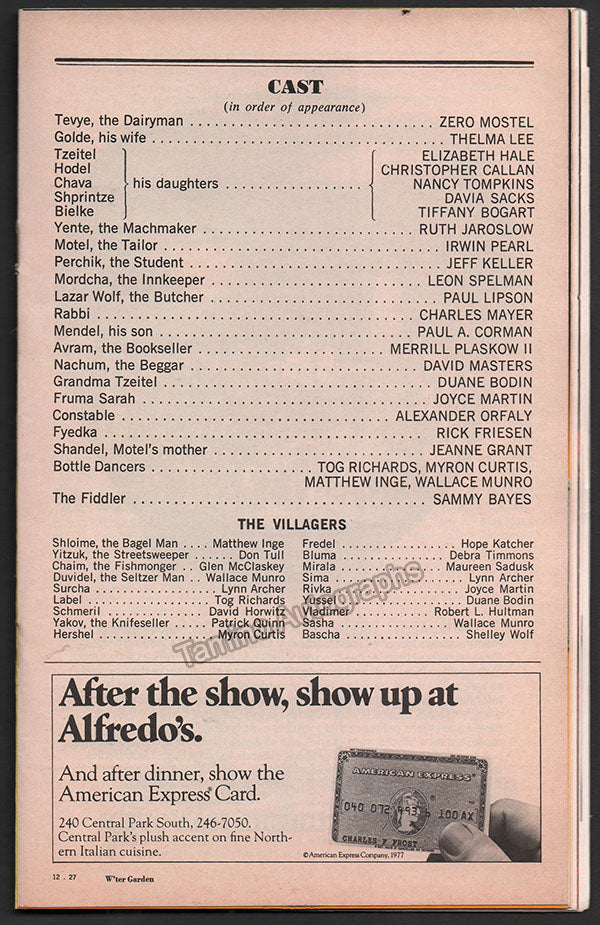 CAST
(in order of appearance)
Tevye, the Dairyman . . . . . . . . . . . . . . . . . . . . . . . . . . . . ZERO MOSTEL
Golde, his wife . . . . . . . . . . . . . . . . . . . . . . . . . . . . . . . . . . THELMA LEE
Tzeitel ELIZABETH HALE
Hodel CHRISTOPHER CALLAN
Chava his daughters . . . . . . . . . . . . . . . NANCY TOMPKINS
Shprintze DAVIA SACKS
Bielke TIFFANY BOGART
Yente, the Machmaker . . . . . . . . . . . . . . . . . . . . . . . . RUTH JAROSLOW
Motel, the Tailor . . . . . . . . . . . . . . . . . . . . . . . . . . . . . . . IRWIN PEARL
Perchik, the Student . . . . . . . . . . . . . . . . . . . . . . . . . . . . JEFF KELLER
Mordcha, the Innkeeper . . . . . . . . . . . . . . . . . . . . . . . . LEON SPELMAN
Lazar Wolf, the Butcher . . . . . . . . . . . . . . . . . . . . . . . . . PAUL LIPSON
Rabbi . . . . . . . . . . . . . . . . . . . . . . . . . . . . . . . . . . . . CHARLES MAYER
Mendel, his son . . . . . . . . . . . . . . . . . . . . . . . . . . . . PAUL A. CORMAN
Avram, the Bookseller . . . . . . . . . . . . . . . . . . . . . MERRILL PLASKOW II
Nachum, the Beggar . . . . . . . . . . . . . . . . . . . . . . . . . DAVID MASTERS
Grandma Tzeitel . . . . . . . . . . . . . . . . . . . . . . . . . . . . . . DUANE BODIN
Fruma Sarah . . . . . . . . . . . . . . . . . . . . . . . . . . . . . . . . JOYCE MARTIN
Constable . . . . . . . . . . . . . . . . . . . . . . . . . . . . . . ALEXANDER ORFALY
Fyedka . . . . . . . . . . . . . . . . . . . . . . . . . . . . . . . . . . . . . RICK FRIESEN
Shandel, Motel's mother . . . . . . . . . . . . . . . . . . . . . . . JEANNE GRANT
Bottle Dancers . . . . . . . . . . . . . . . . . . . TOG RICHARDS, MYRON CURTIS,
MATTHEW INGE, WALLACE MUNRO
The Fiddler . . . . . . . . . . . . . . . . . . . . . . . . . . . . . . . . . . SAMMY BAYES
THE VILLAGERS
Shloime, the Bagel Man . . . . Matthew Inge
Yitzuk, the Streetsweeper . . . . . . Don Tull
Chaim, the Fishmonger . . Glen McClaskey
Duvidel, the Seltzer Man . . Wallace Munro
Surcha . . . . . . . . . . . . . . . . . . Lynn Archer
Label . . . . . . . . . . . . . . . . . . Tog Richards
Schmeril . . . . . . . . . . . . . . . David Horwitz
Yakov, the Knifeseller . . . . . Patrick Quinn
Hershel . . . . . . . . . . . . . . . . . Myron Curtis
Fredel . . . . . . . . . . . . . . . . . Hope Katcher
Bluma . . . . . . . . . . . . . . . . Debra Timmons
Mirala . . . . . . . . . . . . . . . Maureen Sadusk
Sima . . . . . . . . . . . . . . . . . . . . Lynn Archer
Rivka . . . . . . . . . . . . . . . . . . . Joyce Martin
Yussel . . . . . . . . . . . . . . . . . . Duane Bodin
Vladimer . . . . . . . . . . . . Robert L. Hultman
Sasha . . . . . . . . . . . . . . . . . Wallace Munro
Bascha . . . . . . . . . . . . . . . . . . Shelley Wolf
Tamino Autographs
After the show, show up at
Alfredo's.
And after dinner, show the
American Express® Card.
240 Central Park South, 246-7050.
Central Park's plush accent on fine North-
ern Italian cuisine.
AMERICAN EXPRESS®
100 AX
CHARLES F FROST
©American Express Company, 1977
12 . 27 W'ter Garden